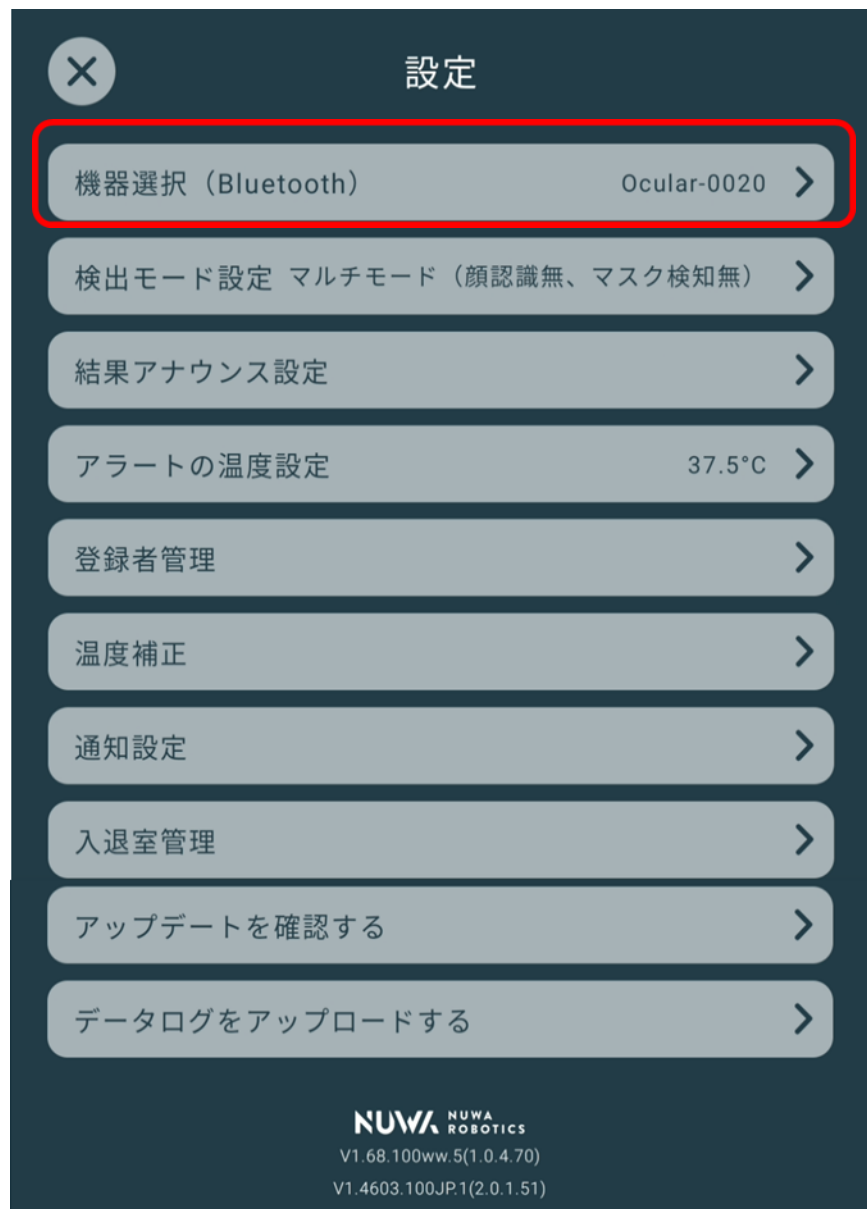 設定
機器選択（Bluetooth） Ocular-0020
検出モード設定 マルチモード（顔認識無、マスク検知無）
結果アナウンス設定
アラートの温度設定 37.5°C
登録者管理
温度補正
通知設定
入退室管理
アップデートを確認する
データログをアップロードする
NUWA NUWA ROBOTICS
V1.68.100ww.5(1.0.4.70)
V1.4603.100JP.1(2.0.1.51)